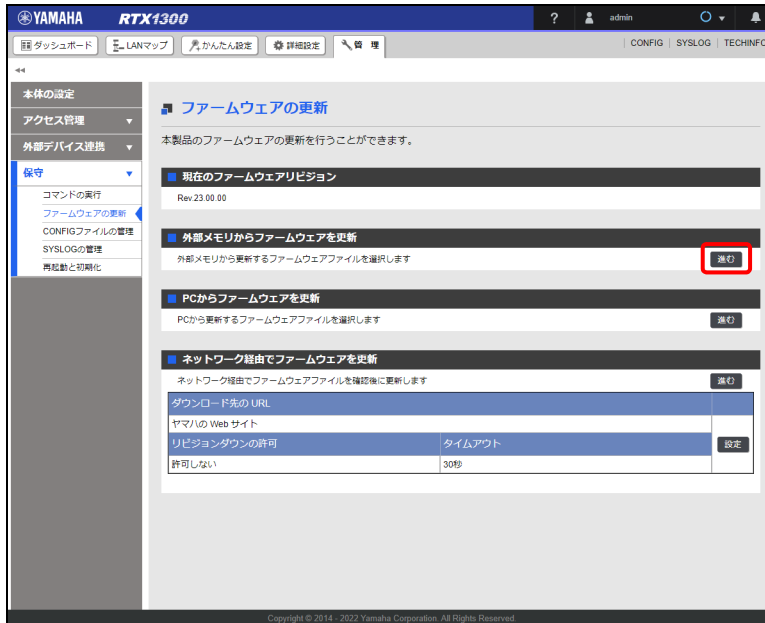 YAMAHA RTX1300 ? admin
ダッシュボード LANマップ かんたん設定 詳細設定 管 理 CONFIG SYSLOG TECHINFO
本体の設定
アクセス管理
外部デバイス連携
保守
コマンドの実行
ファームウェアの更新
CONFIGファイルの管理
SYSLOGの管理
再起動と初期化
ファームウェアの更新
本製品のファームウェアの更新を行うことができます。
現在のファームウェアリビジョン
Rev.23.00.00
外部メモリからファームウェアを更新
外部メモリから更新するファームウェアファイルを選択します 進む
PCからファームウェアを更新
PCから更新するファームウェアファイルを選択します 進む
ネットワーク経由でファームウェアを更新
ネットワーク経由でファームウェアファイルを確認後に更新します 進む
ダウンロード先の URL
ヤマハの Web サイト
リビジョンダウンの許可 タイムアウト 設定
許可しない 30秒
Copyright © 2014 - 2022 Yamaha Corporation. All Rights Reserved.